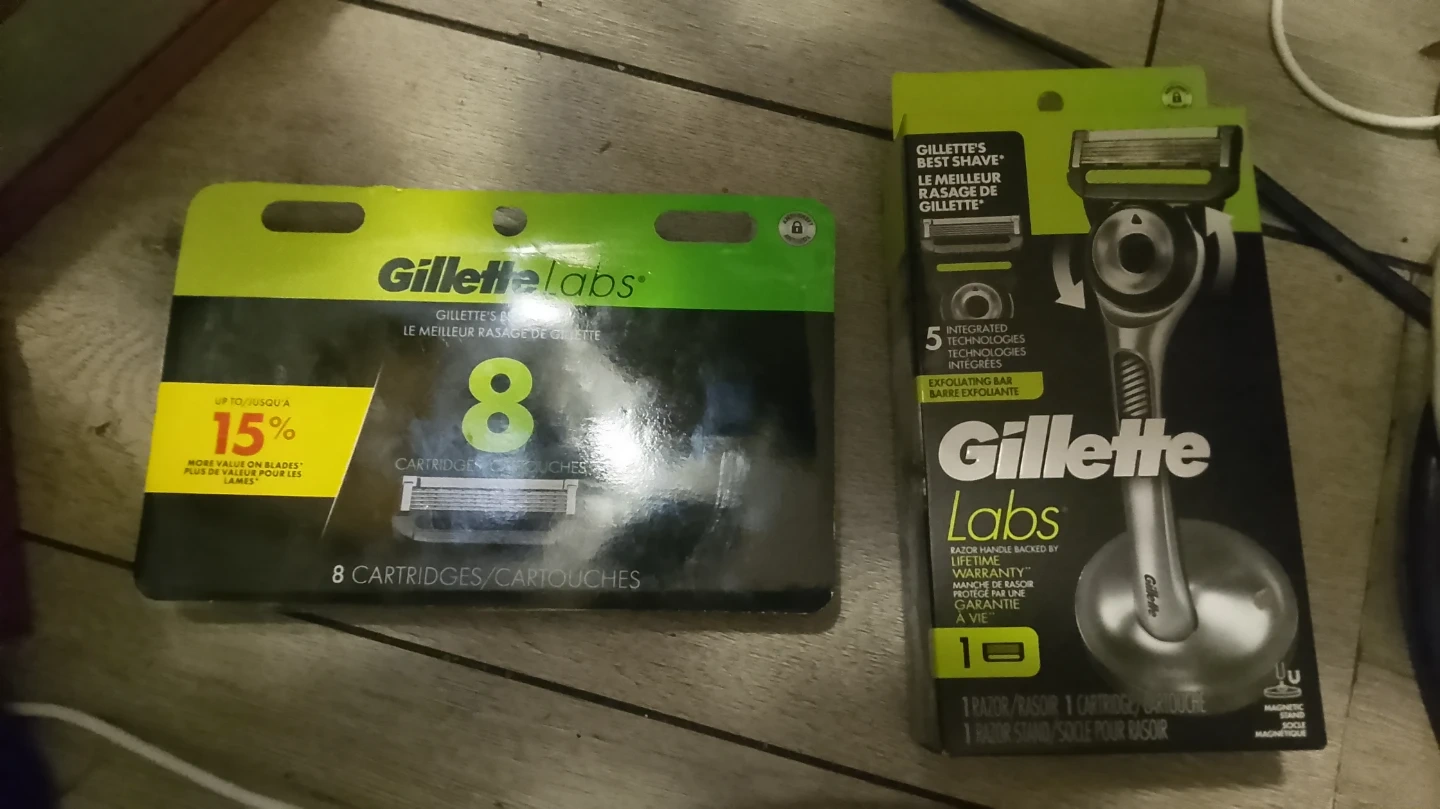 Gillette Labs
GILLETTE'S
LE MEILLEUR RASAGE DE GILLETTE
8
CARTRIDGES CARTOUCHES
UP TO/JUSQU'À
15%
MORE VALUE ON BLADES*
PLUS DE VALEUR POUR LES
LAMES*
8 CARTRIDGES/CARTOUCHES
GILLETTE'S
BEST SHAVE*
LE MEILLEUR
RASAGE DE
GILLETTE*
5 INTEGRATED
TECHNOLOGIES
TECHNOLOGIES
INTÉGRÉES
EXFOLIATING BAR
BARRE EXFOLIANTE
Gillette
Labs
RAZOR HANDLE BACKED BY
LIFETIME
WARRANTY**
MANCHE DE RASOIR
PROTÉGÉ PAR UNE
GARANTIE
À VIE**
Gillette
1
1 RAZOR/RASOIR 1 CARTRIDGE/CARTOUCHE
1 RAZOR STAND/SOCLE POUR RASOIR
MAGNETIC
STAND
SOCLE
MAGNÉTIQUE